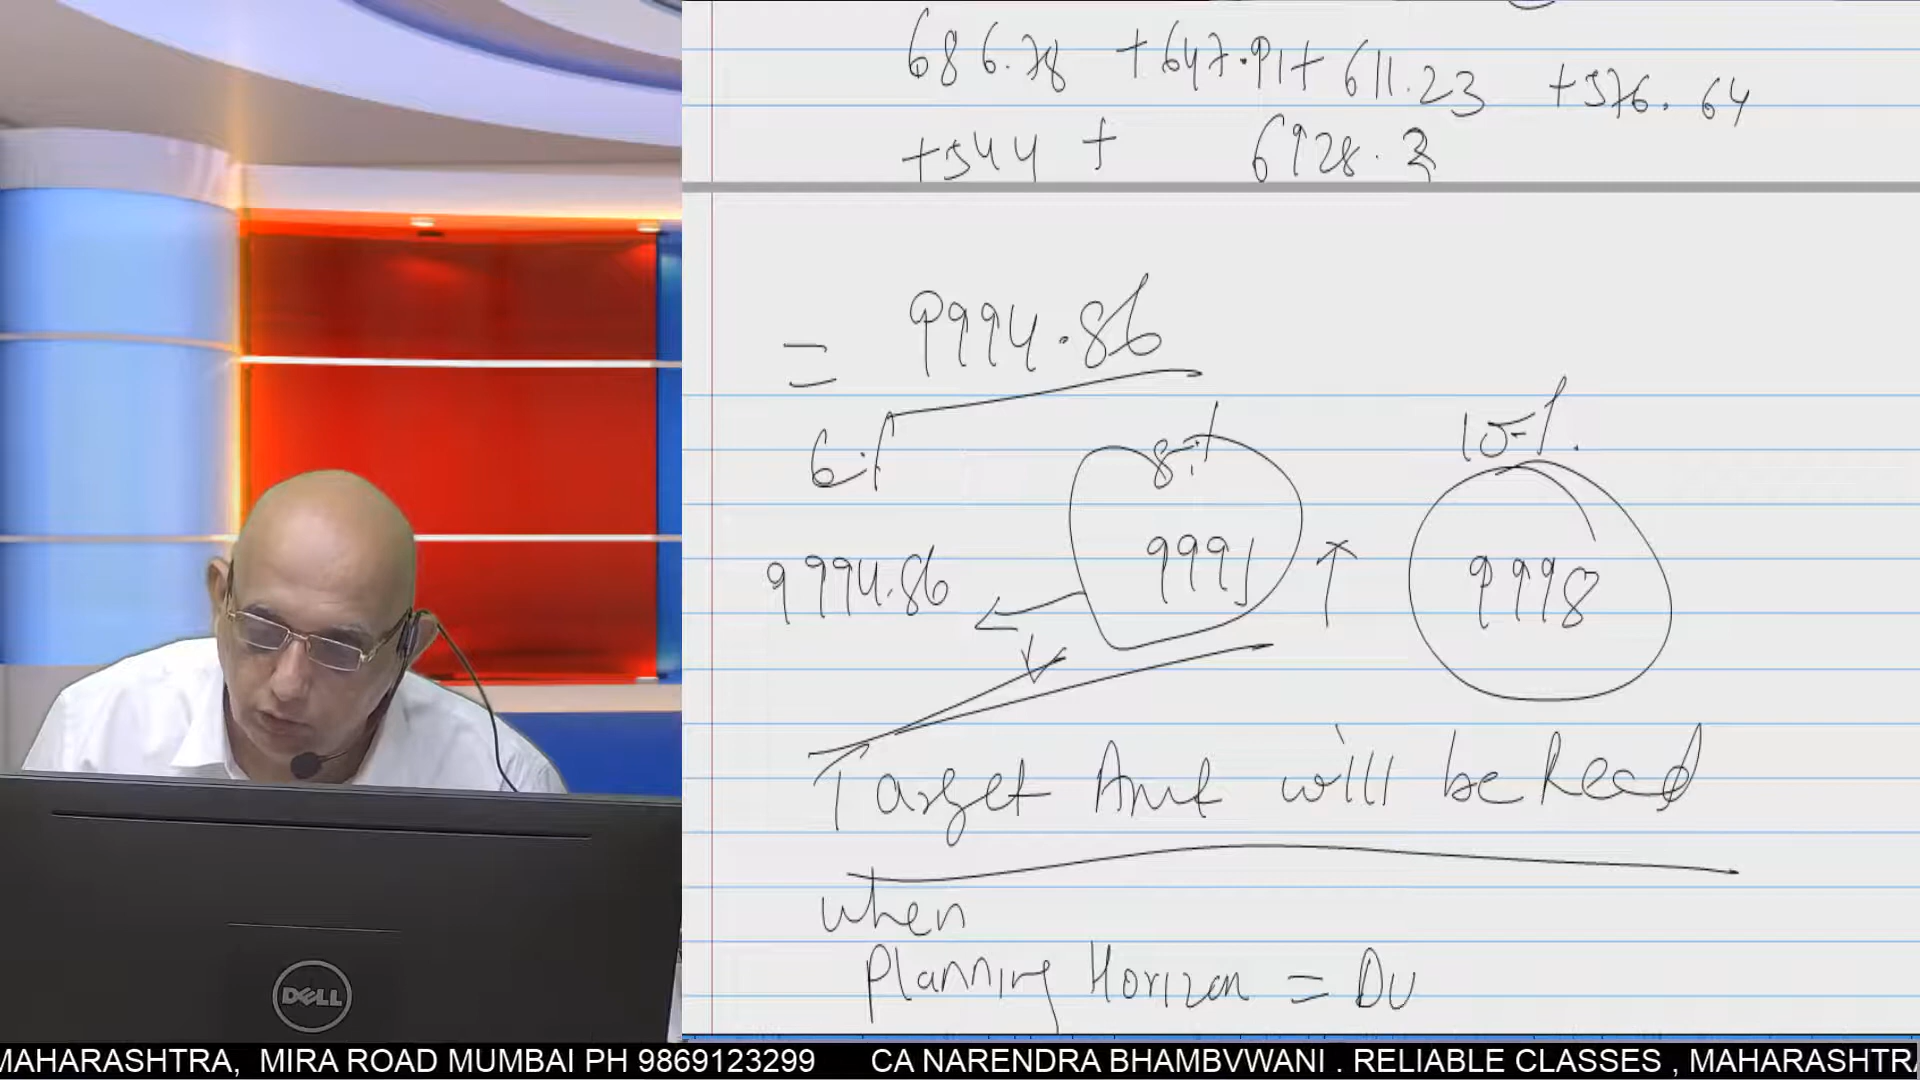 686.78 +647.91+ 611.23 +576.64
+544 + 6928.2
= 9994.86
6% 8% 10%.
9994.86 9991 9998
Target Amt will be Recd
when
Planning Horizon = Du
DELL
MAHARASHTRA, MIRA ROAD MUMBAI PH 9869123299 CA NARENDRA BHAMBVWANI . RELIABLE CLASSES , MAHARASHTRA